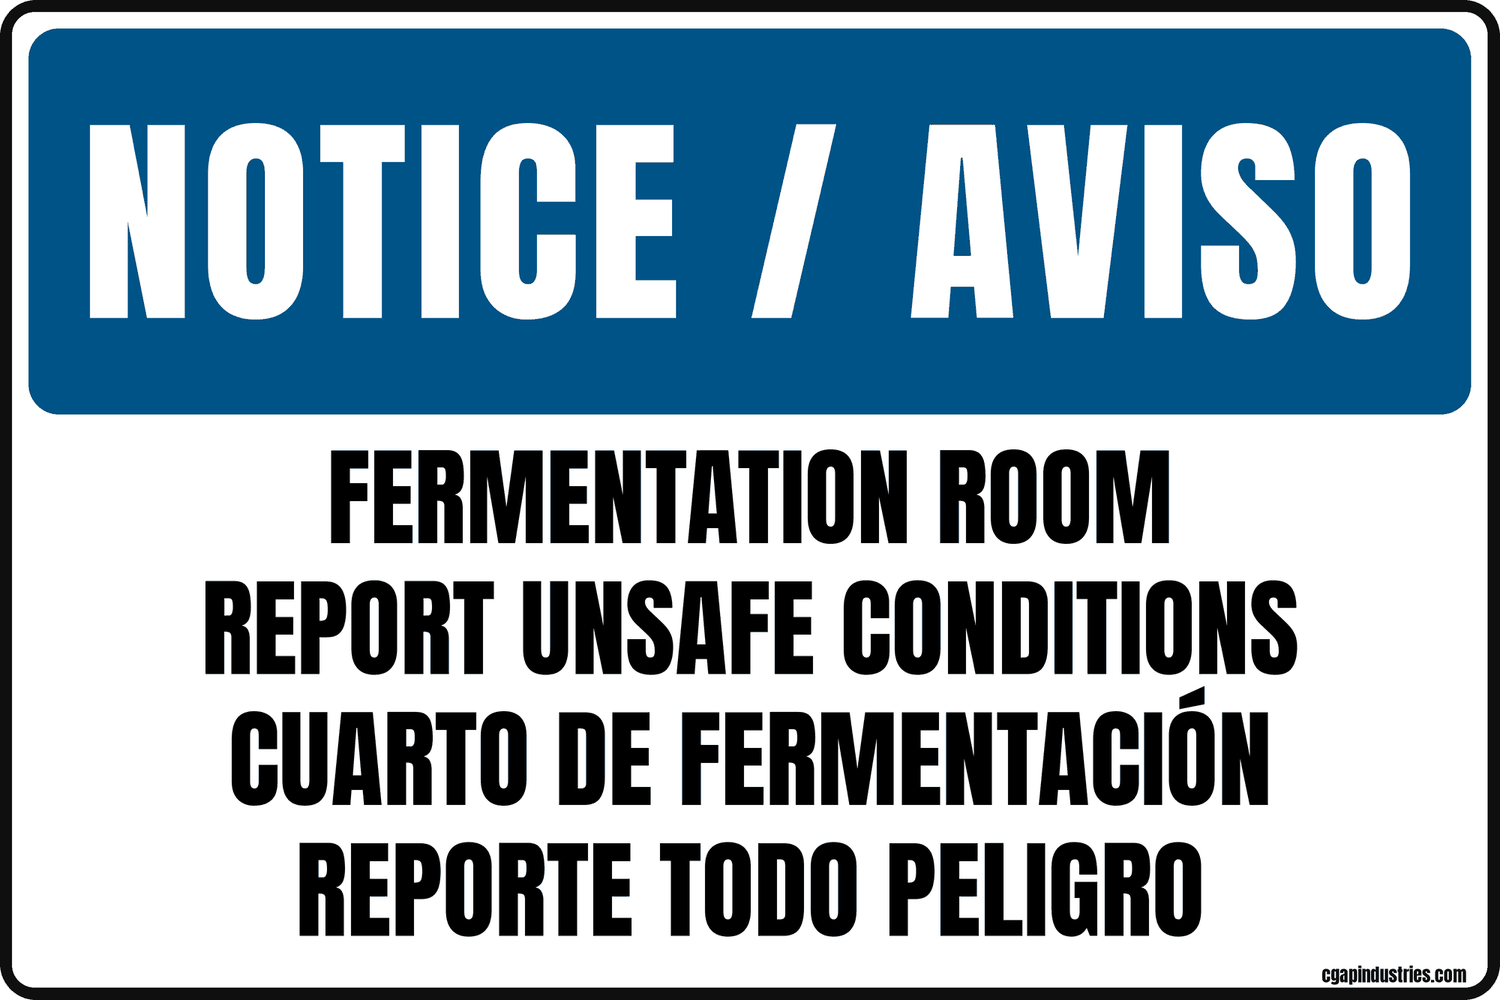 NOTICE / AVISO
FERMENTATION ROOM
REPORT UNSAFE CONDITIONS
CUARTO DE FERMENTACIÓN
REPORTE TODO PELIGRO
cgapindustries.com